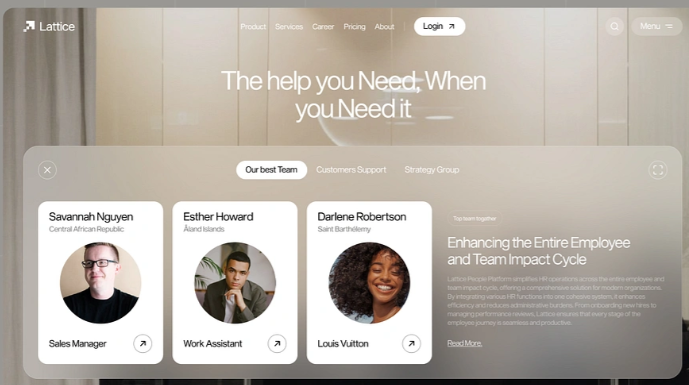 Lattice
Product Services Career Pricing About
Login
Menu
The help you Need, When
you Need it
Our best Team
Customers Support
Strategy Group
Savannah Nguyen
Central African Republic
Sales Manager
Esther Howard
Åland Islands
Work Assistant
Darlene Robertson
Saint Barthélemy
Louis Vuitton
Top team together
Enhancing the Entire Employee
and Team Impact Cycle
Lattice People Platform simplifies HR operations across the entire employee and
team impact cycle, offering a comprehensive solution for modern organizations.
By integrating various HR functions into one cohesive system, it enhances
efficiency and reduces administrative burdens. From onboarding new hires to
managing performance reviews, Lattice ensures that every stage of the
employee journey is seamless and productive.
Read More.